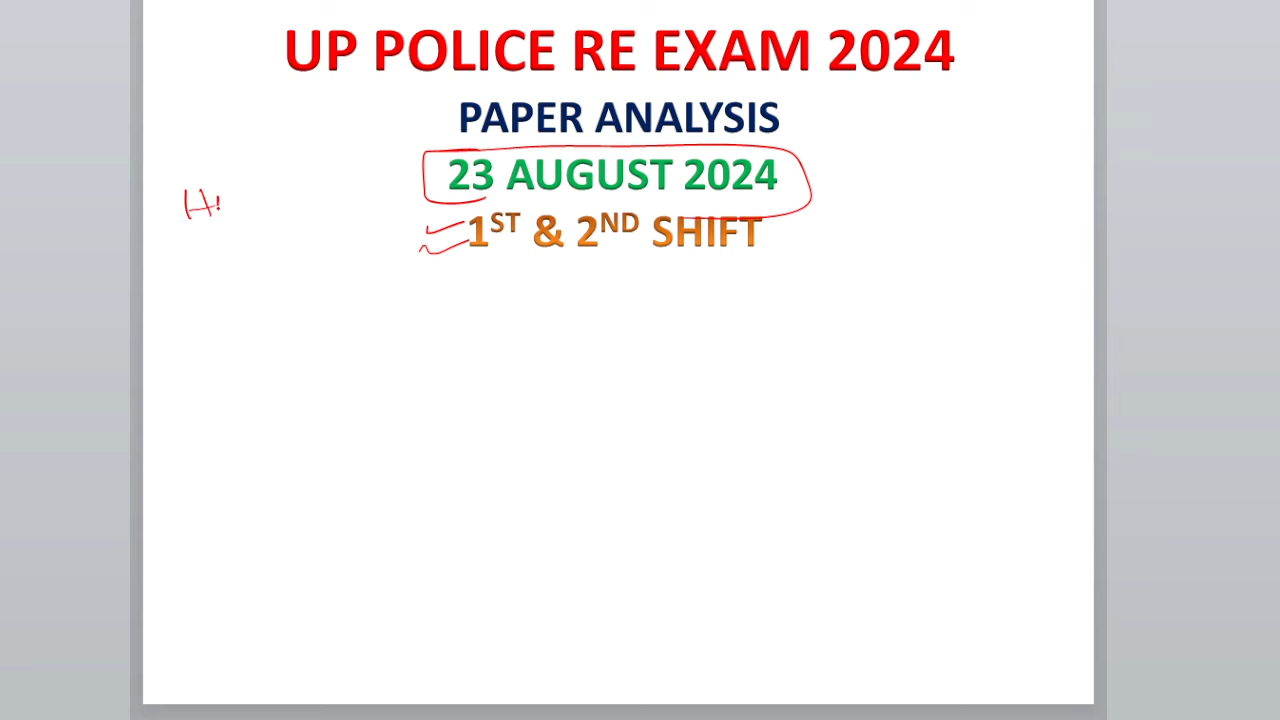 UP POLICE RE EXAM 2024
PAPER ANALYSIS
23 AUGUST 2024
1ST & 2ND SHIFT